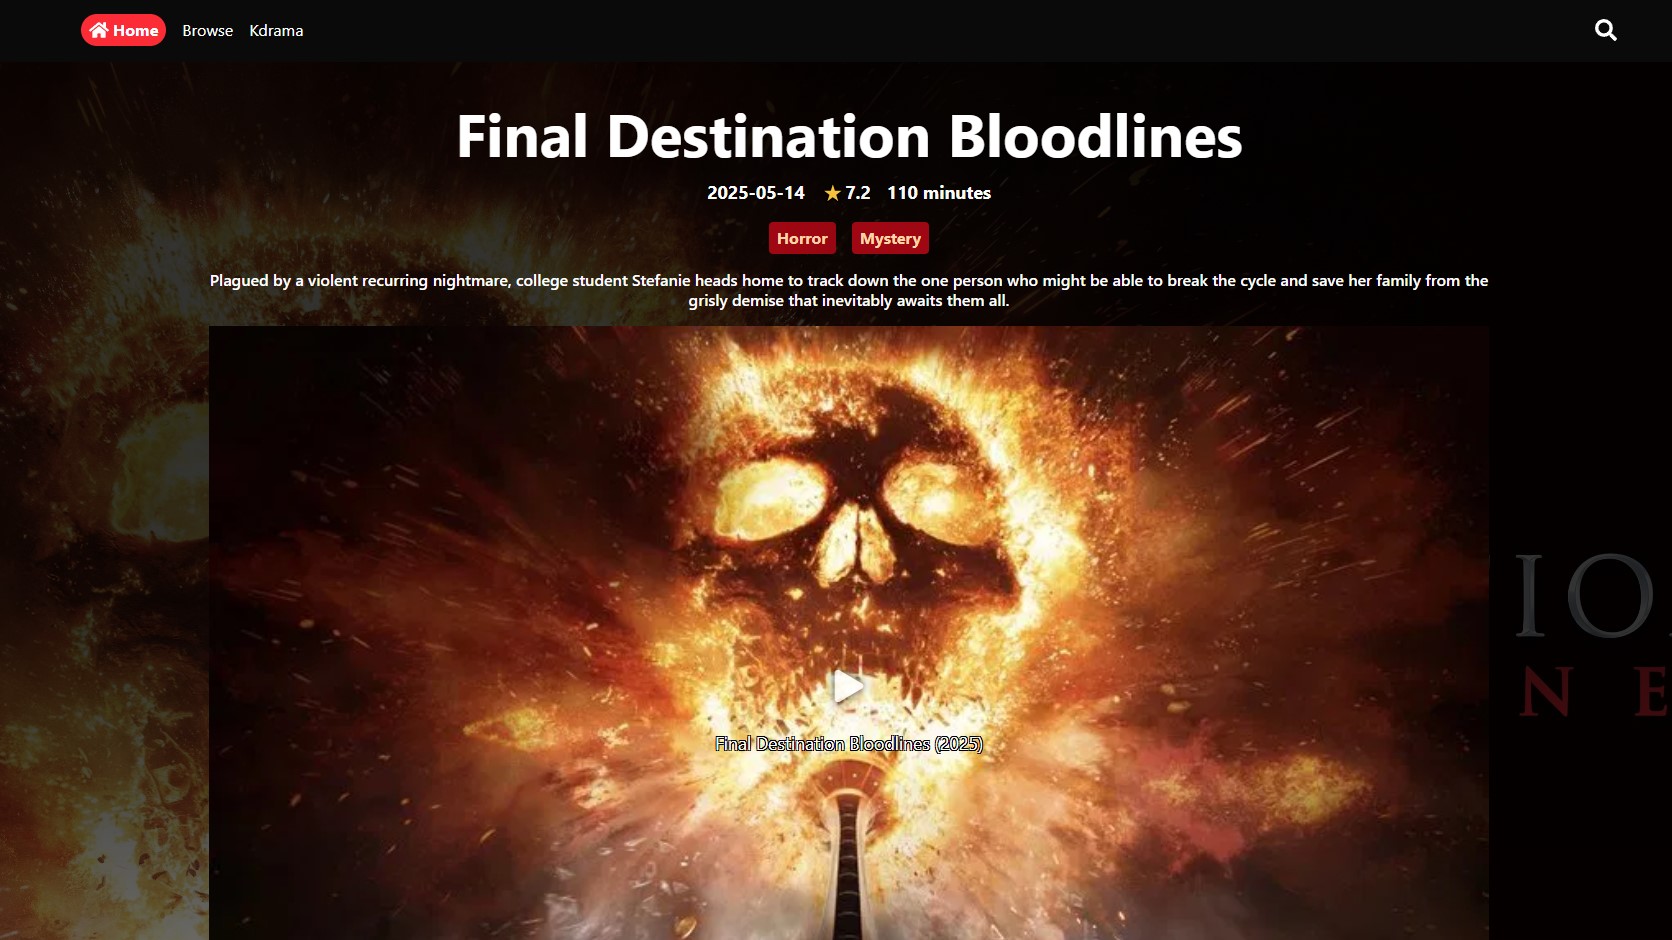 Home Browse Kdrama
Final Destination Bloodlines
2025-05-14 ★ 7.2 110 minutes
Horror Mystery
Plagued by a violent recurring nightmare, college student Stefanie heads home to track down the one person who might be able to break the cycle and save her family from the
grisly demise that inevitably awaits them all.
IO
N E
Final Destination Bloodlines (2025)